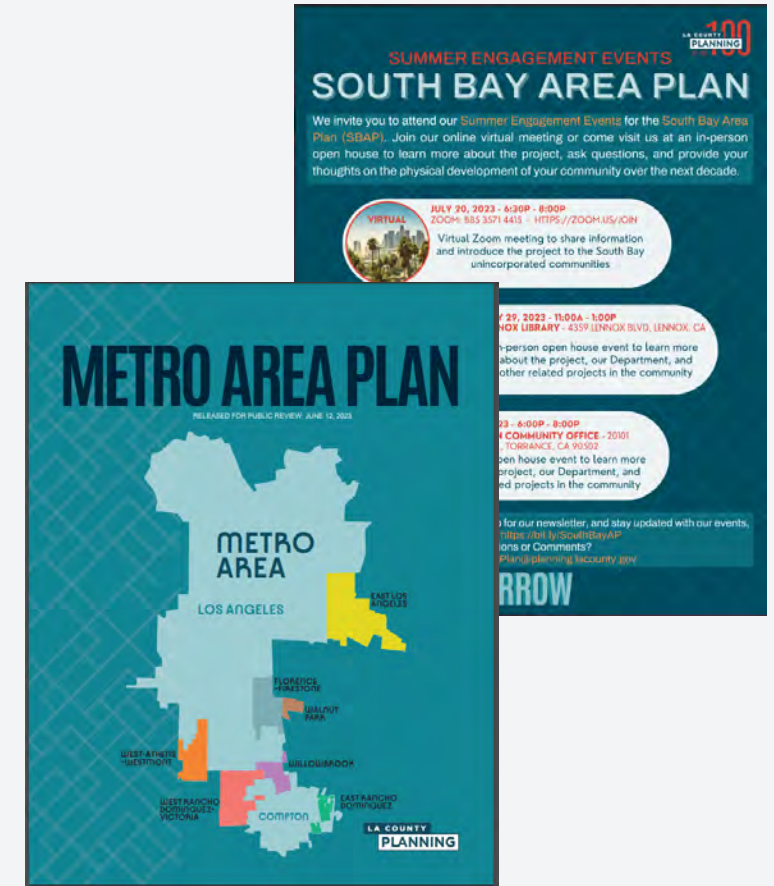 LA COUNTY
100
PLANNING
SUMMER ENGAGEMENT EVENTS
SOUTH BAY AREA PLAN
We invite you to attend our Summer Engagement Events for the South Bay Area
Plan (SBAP). Join our online virtual meeting or come visit us at an in-person
open house to learn more about the project, ask questions, and provide your
thoughts on the physical development of your community over the next decade.
VIRTUAL
JULY 20, 2023 - 6:30P - 8:00P
ZOOM: 885 3571 4415 - HTTPS://ZOOM.US/JOIN
Virtual Zoom meeting to share information
and introduce the project to the South Bay
unincorporated communities
Y 29, 2023 - 11:00A - 1:00P
NOX LIBRARY - 4359 LENNOX BLVD, LENNOX, CA
n-person open house event to learn more
about the project, our Department, and
other related projects in the community
23 - 6:00P - 8:00P
COMMUNITY OFFICE - 20101
, TORRANCE, CA 90502
pen house event to learn more
project, our Department, and
ed projects in the community
for our newsletter, and stay updated with our events,
https://bit.ly/SouthBayAP
ions or Comments?
Plan@planning.lacounty.gov
RROW
METRO AREA PLAN
RELEASED FOR PUBLIC REVIEW: JUNE 12, 2023
METRO
AREA
LOS ANGELES
EAST LOS
ANGELES
FLORENCE
-FIRESTONE
WALNUT
PARK
WEST ATHENS
-WESTMONT
WILLOWBROOK
WEST RANCHO
DOMINGUEZ-
VICTORIA
EAST RANCHO
DOMINGUEZ
COMPTON
LA COUNTY
PLANNING